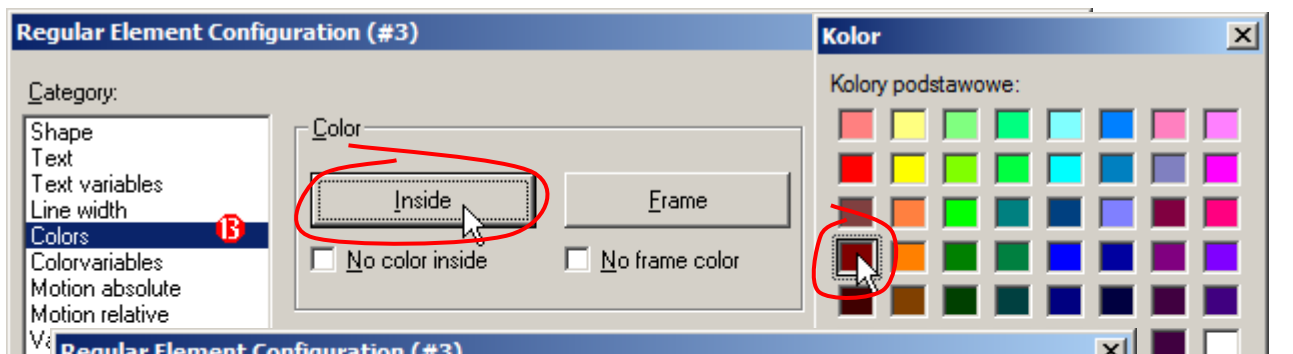 Regular Element Configuration (#3)
Kolor
Category:
Kolory podstawowe:
Shape
Color
Text
Text variables
Inside
Frame
Line width
Colors
13
Colorvariables
No color inside
No frame color
Motion absolute
Motion relative
Regular Element Configuration (#3)